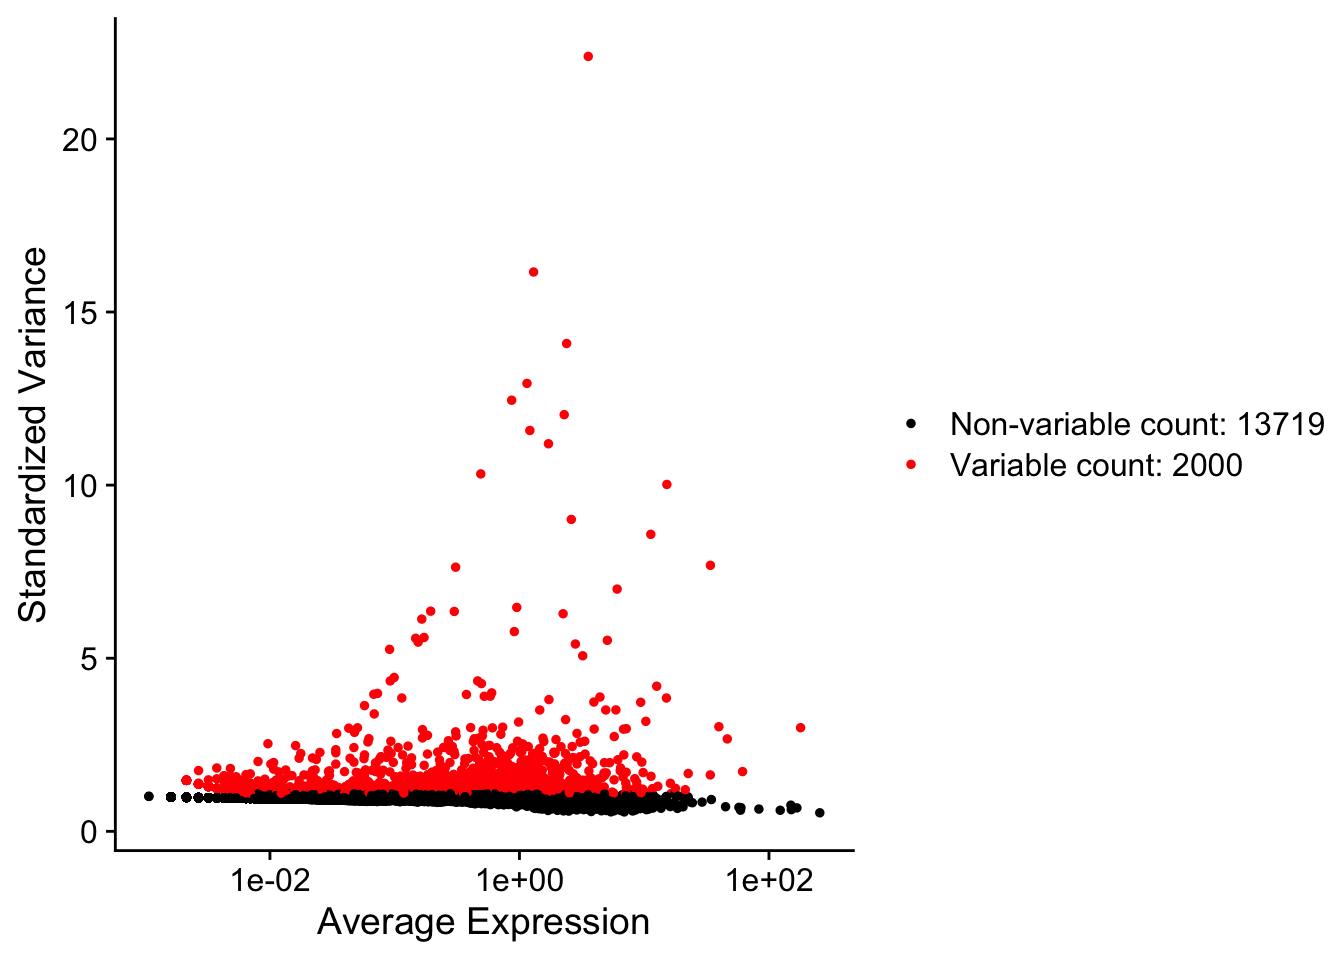 20
15
10
5
0
Standardized Variance
1e-02
1e+00
1e+02
Average Expression
Non-variable count: 13719
Variable count: 2000